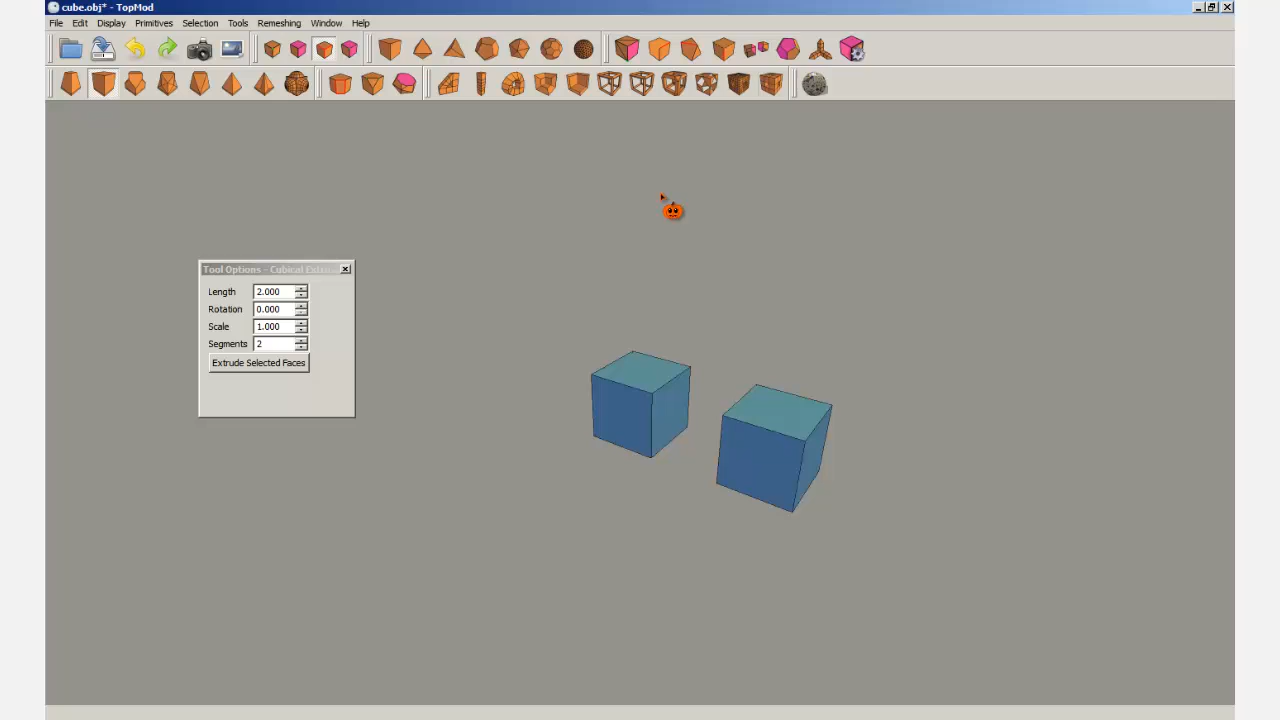 cube.obj* - TopMod
File Edit Display Primitives Selection Tools Remeshing Window Help
Tool Options - Cubical Extru
Length 2.000
Rotation 0.000
Scale 1.000
Segments 2
Extrude Selected Faces